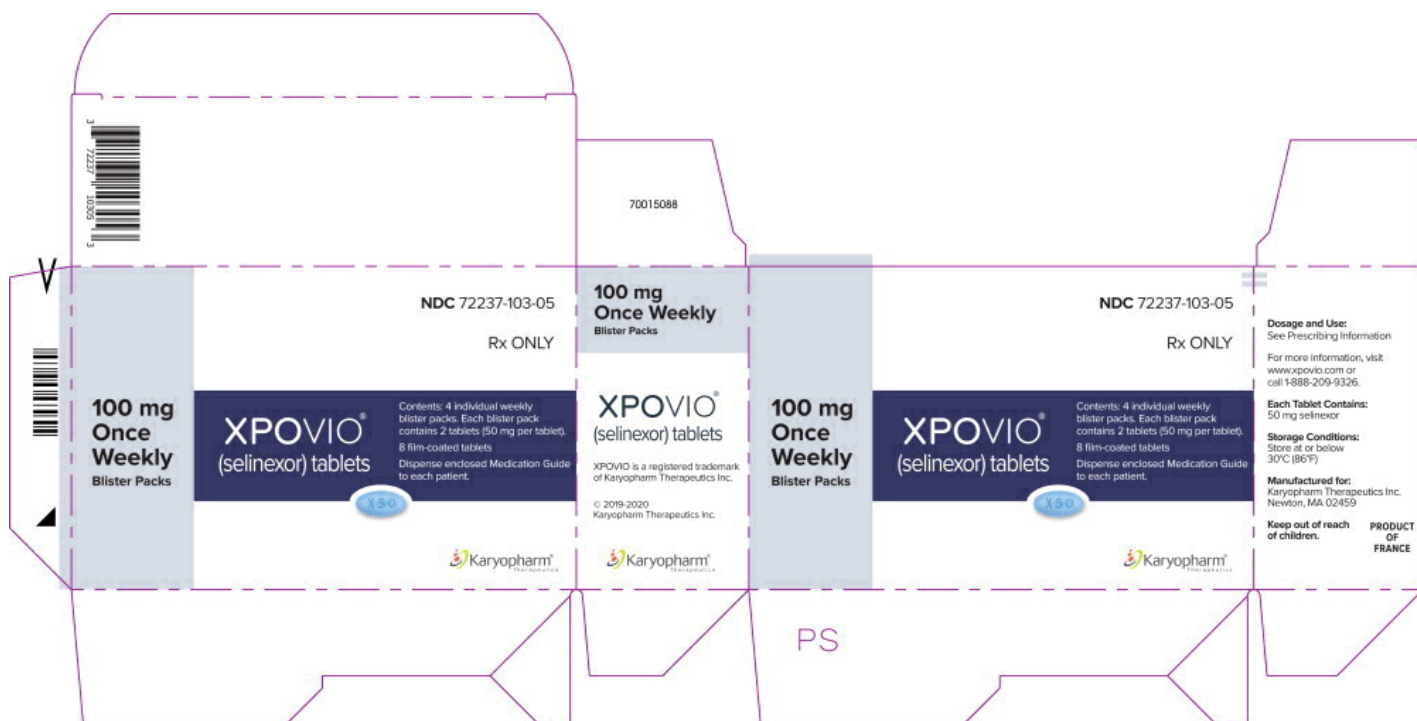 3 72237 10305 3
70015088
NDC 72237-103-05
Rx ONLY
100 mg
Once
Weekly
Blister Packs
XPOVIO®
(selinexor) tablets
Contents: 4 individual weekly
blister packs. Each blister pack
contains 2 tablets (50 mg per tablet).
8 film-coated tablets
Dispense enclosed Medication Guide
to each patient.
X50
Karyopharm®
Therapeutics
100 mg
Once Weekly
Blister Packs
XPOVIO®
(selinexor) tablets
XPOVIO is a registered trademark
of Karyopharm Therapeutics Inc.
© 2019-2020
Karyopharm Therapeutics Inc.
Karyopharm®
Therapeutics
NDC 72237-103-05
Rx ONLY
100 mg
Once
Weekly
Blister Packs
XPOVIO®
(selinexor) tablets
Contents: 4 individual weekly
blister packs. Each blister pack
contains 2 tablets (50 mg per tablet).
8 film-coated tablets
Dispense enclosed Medication Guide
to each patient.
X50
Karyopharm®
Therapeutics
Dosage and Use:
See Prescribing Information
For more information, visit
www.xpovio.com or
call 1-888-209-9326.
Each Tablet Contains:
50 mg selinexor
Storage Conditions:
Store at or below
30°C (86°F)
Manufactured for:
Karyopharm Therapeutics Inc.
Newton, MA 02459
Keep out of reach
of children.
PRODUCT
OF
FRANCE
PS